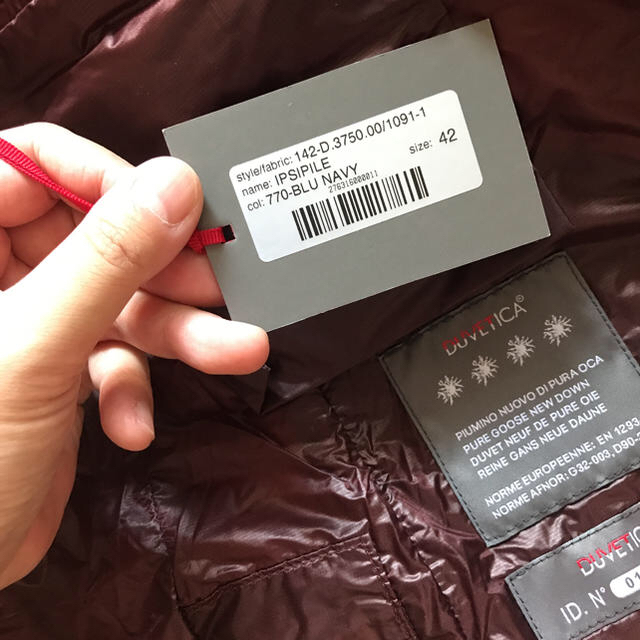 style/fabric: 142-D.3750.00/1091-1
name: IPSIPILE size: 42
col: 770-BLU NAVY
276316000011
DUVETICA®
PIUMINO NUOVO DI PURA OCA
PURE GOOSE NEW DOWN
DUVET NEUF DE PURE OIE
REINE GANS NEUE DAUNE
NORME EUROPEENNE: EN 1293
NORME AFNOR: G32-003,
DUVETICA
ID. N° 01